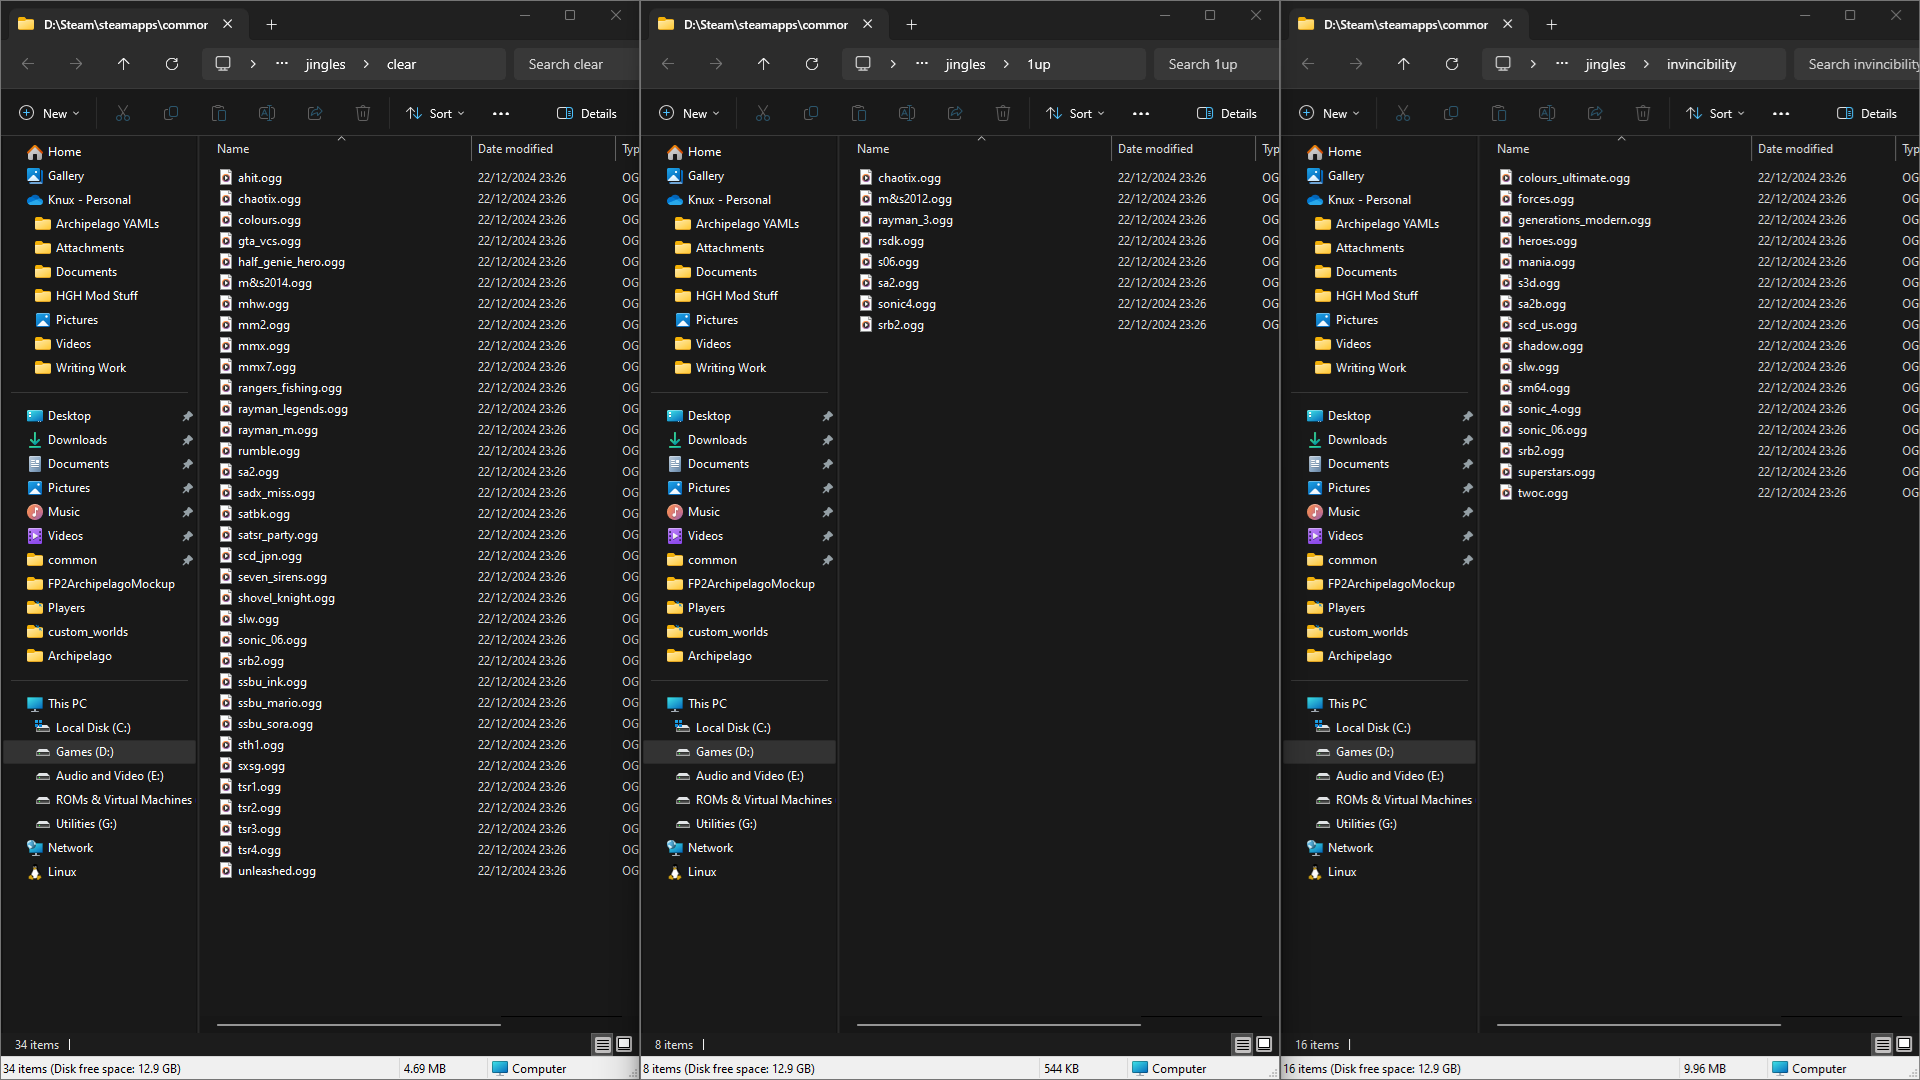 D:\Steam\steamapps\commor
jingles
clear
Search clear
New
Sort
Details
Home
Gallery
Knux - Personal
Archipelago YAMLs
Attachments
Documents
HGH Mod Stuff
Pictures
Videos
Writing Work
Desktop
Downloads
Documents
Pictures
Music
Videos
common
FP2ArchipelagoMockup
Players
custom_worlds
Archipelago
This PC
Local Disk (C:)
Games (D:)
Audio and Video (E:)
ROMs & Virtual Machines
Utilities (G:)
Network
Linux
Name Date modified Typ
ahit.ogg 22/12/2024 23:26 OG
chaotix.ogg 22/12/2024 23:26 OG
colours.ogg 22/12/2024 23:26 OG
gta_vcs.ogg 22/12/2024 23:26 OG
half_genie_hero.ogg 22/12/2024 23:26 OG
m&s2014.ogg 22/12/2024 23:26 OG
mhw.ogg 22/12/2024 23:26 OG
mm2.ogg 22/12/2024 23:26 OG
mmx.ogg 22/12/2024 23:26 OG
mmx7.ogg 22/12/2024 23:26 OG
rangers_fishing.ogg 22/12/2024 23:26 OG
rayman_legends.ogg 22/12/2024 23:26 OG
rayman_m.ogg 22/12/2024 23:26 OG
rumble.ogg 22/12/2024 23:26 OG
sa2.ogg 22/12/2024 23:26 OG
sadx_miss.ogg 22/12/2024 23:26 OG
satbk.ogg 22/12/2024 23:26 OG
satsr_party.ogg 22/12/2024 23:26 OG
scd_jpn.ogg 22/12/2024 23:26 OG
seven_sirens.ogg 22/12/2024 23:26 OG
shovel_knight.ogg 22/12/2024 23:26 OG
slw.ogg 22/12/2024 23:26 OG
sonic_06.ogg 22/12/2024 23:26 OG
srb2.ogg 22/12/2024 23:26 OG
ssbu_ink.ogg 22/12/2024 23:26 OG
ssbu_mario.ogg 22/12/2024 23:26 OG
ssbu_sora.ogg 22/12/2024 23:26 OG
sth1.ogg 22/12/2024 23:26 OG
sxsg.ogg 22/12/2024 23:26 OG
tsr1.ogg 22/12/2024 23:26 OG
tsr2.ogg 22/12/2024 23:26 OG
tsr3.ogg 22/12/2024 23:26 OG
tsr4.ogg 22/12/2024 23:26 OG
unleashed.ogg 22/12/2024 23:26 OG
34 items
34 items (Disk free space: 12.9 GB) 4.69 MB Computer
D:\Steam\steamapps\commor
jingles
1up
Search 1up
New
Sort
Details
Home
Gallery
Knux - Personal
Archipelago YAMLs
Attachments
Documents
HGH Mod Stuff
Pictures
Videos
Writing Work
Desktop
Downloads
Documents
Pictures
Music
Videos
common
FP2ArchipelagoMockup
Players
custom_worlds
Archipelago
This PC
Local Disk (C:)
Games (D:)
Audio and Video (E:)
ROMs & Virtual Machines
Utilities (G:)
Network
Linux
Name Date modified Typ
chaotix.ogg 22/12/2024 23:26 OG
m&s2012.ogg 22/12/2024 23:26 OG
rayman_3.ogg 22/12/2024 23:26 OG
rsdk.ogg 22/12/2024 23:26 OG
s06.ogg 22/12/2024 23:26 OG
sa2.ogg 22/12/2024 23:26 OG
sonic4.ogg 22/12/2024 23:26 OG
srb2.ogg 22/12/2024 23:26 OG
8 items
8 items (Disk free space: 12.9 GB) 544 KB Computer
D:\Steam\steamapps\commor
jingles
invincibility
Search invincibility
New
Sort
Details
Home
Gallery
Knux - Personal
Archipelago YAMLs
Attachments
Documents
HGH Mod Stuff
Pictures
Videos
Writing Work
Desktop
Downloads
Documents
Pictures
Music
Videos
common
FP2ArchipelagoMockup
Players
custom_worlds
Archipelago
This PC
Local Disk (C:)
Games (D:)
Audio and Video (E:)
ROMs & Virtual Machines
Utilities (G:)
Network
Linux
Name Date modified Typ
colours_ultimate.ogg 22/12/2024 23:26 OG
forces.ogg 22/12/2024 23:26 OG
generations_modern.ogg 22/12/2024 23:26 OG
heroes.ogg 22/12/2024 23:26 OG
mania.ogg 22/12/2024 23:26 OG
s3d.ogg 22/12/2024 23:26 OG
sa2b.ogg 22/12/2024 23:26 OG
scd_us.ogg 22/12/2024 23:26 OG
shadow.ogg 22/12/2024 23:26 OG
slw.ogg 22/12/2024 23:26 OG
sm64.ogg 22/12/2024 23:26 OG
sonic_4.ogg 22/12/2024 23:26 OG
sonic_06.ogg 22/12/2024 23:26 OG
srb2.ogg 22/12/2024 23:26 OG
superstars.ogg 22/12/2024 23:26 OG
twoc.ogg 22/12/2024 23:26 OG
16 items
16 items (Disk free space: 12.9 GB) 9.96 MB Computer